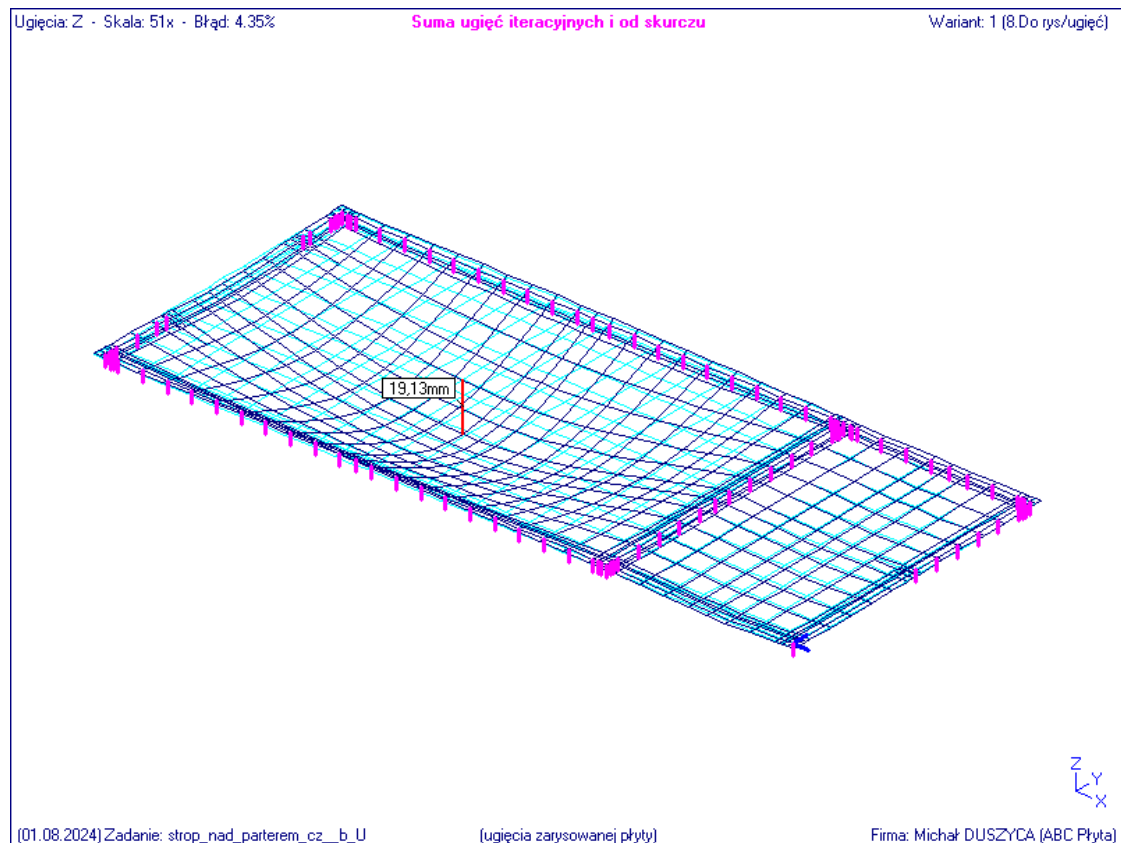 Ugięcia: Z - Skala: 51x - Błąd: 4.35%
Suma ugięć iteracyjnych i od skurczu
Wariant: 1 (8.Do rys/ugięć)
19,13mm
Z
Y
X
(01.08.2024) Zadanie: strop_nad_parterem_cz__b_U
(ugięcia zarysowanej płyty)
Firma: Michał DUSZYCA (ABC Płyta)